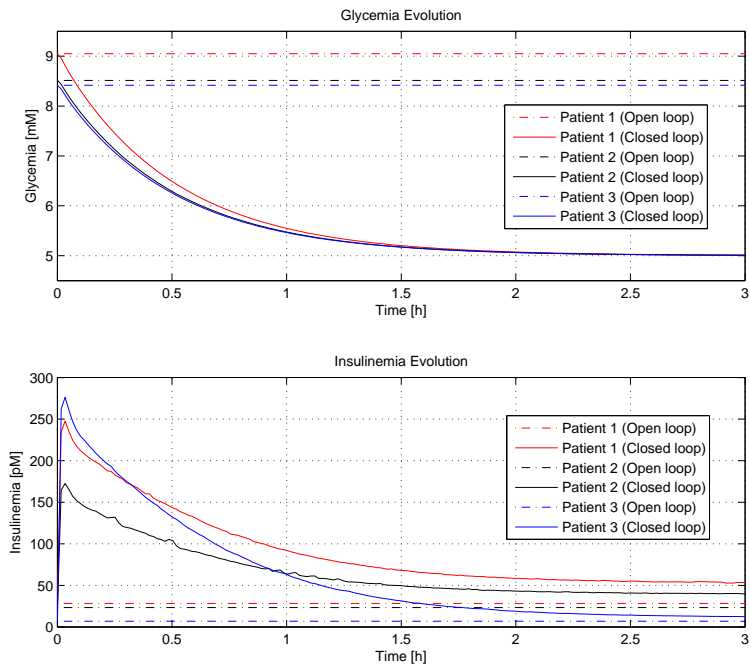 Glycemia Evolution
9
8
7
6
5
Glycemia [mM]
Patient 1 (Open loop)
Patient 1 (Closed loop)
Patient 2 (Open loop)
Patient 2 (Closed loop)
Patient 3 (Open loop)
Patient 3 (Closed loop)
0 0.5 1 1.5 2 2.5 3
Time [h]
Insulinemia Evolution
300
250
200
150
100
50
0
Insulinemia [pM]
Patient 1 (Open loop)
Patient 1 (Closed loop)
Patient 2 (Open loop)
Patient 2 (Closed loop)
Patient 3 (Open loop)
Patient 3 (Closed loop)
0 0.5 1 1.5 2 2.5 3
Time [h]